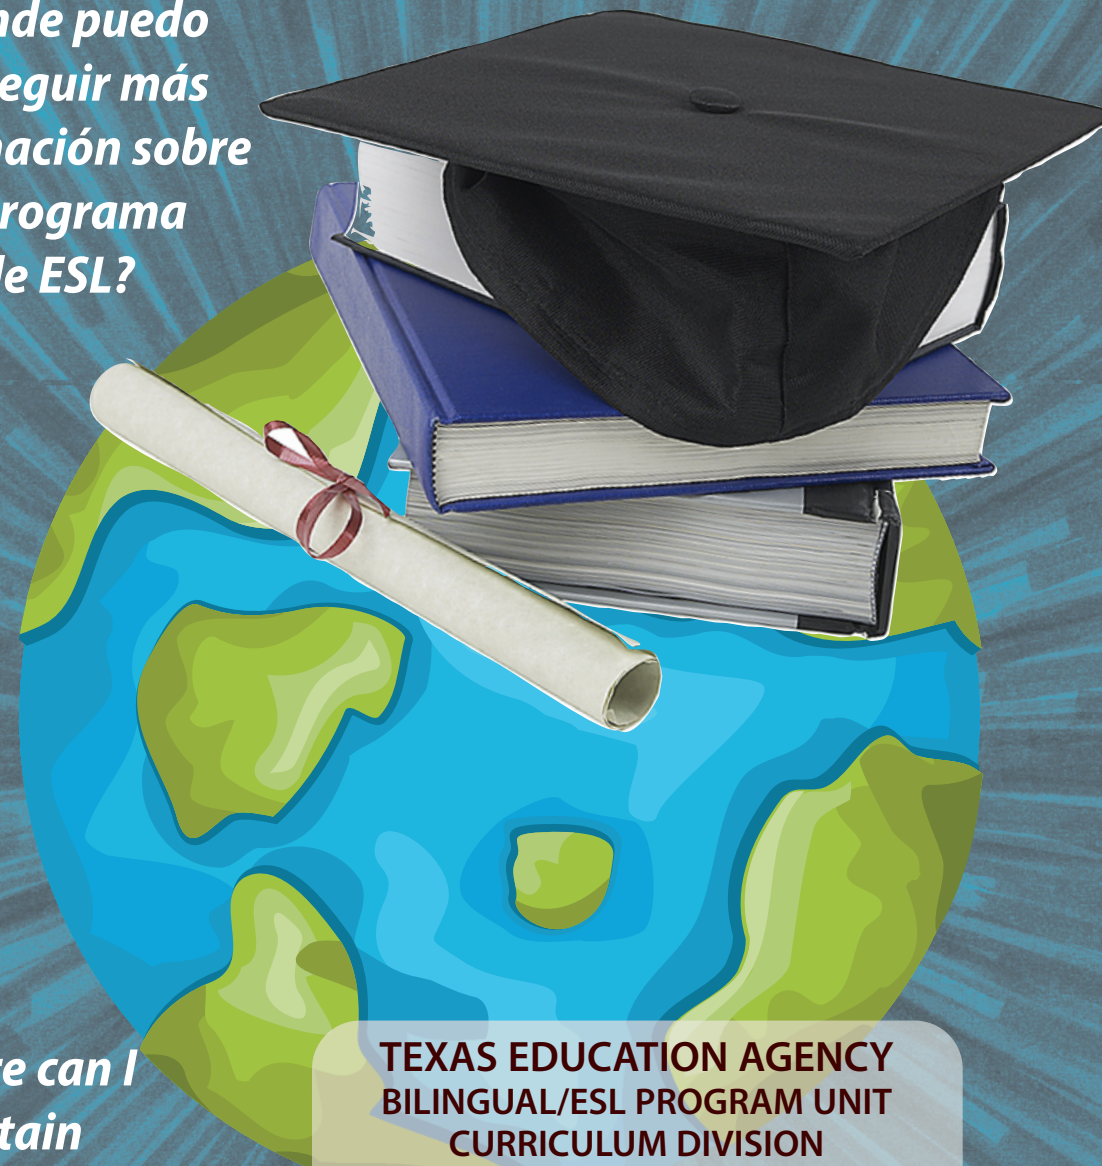 nde puedo
eguir más
nación sobre
rograma
le ESL?
re can I
tain
TEXAS EDUCATION AGENCY
BILINGUAL/ESL PROGRAM UNIT
CURRICULUM DIVISION